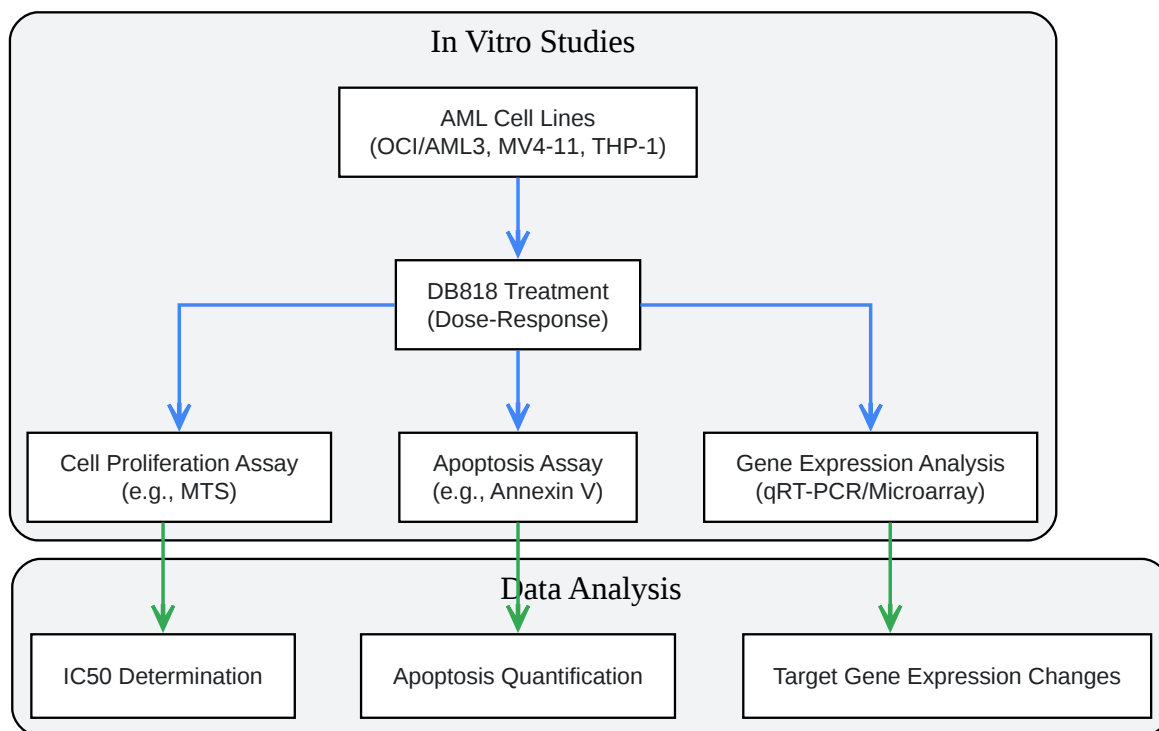 In Vitro Studies
AML Cell Lines
(OCI/AML3, MV4-11, THP-1)
DB818 Treatment
(Dose-Response)
Cell Proliferation Assay
(e.g., MTS)
Apoptosis Assay
(e.g., Annexin V)
Gene Expression Analysis
(qRT-PCR/Microarray)
Data Analysis
IC50 Determination
Apoptosis Quantification
Target Gene Expression Changes